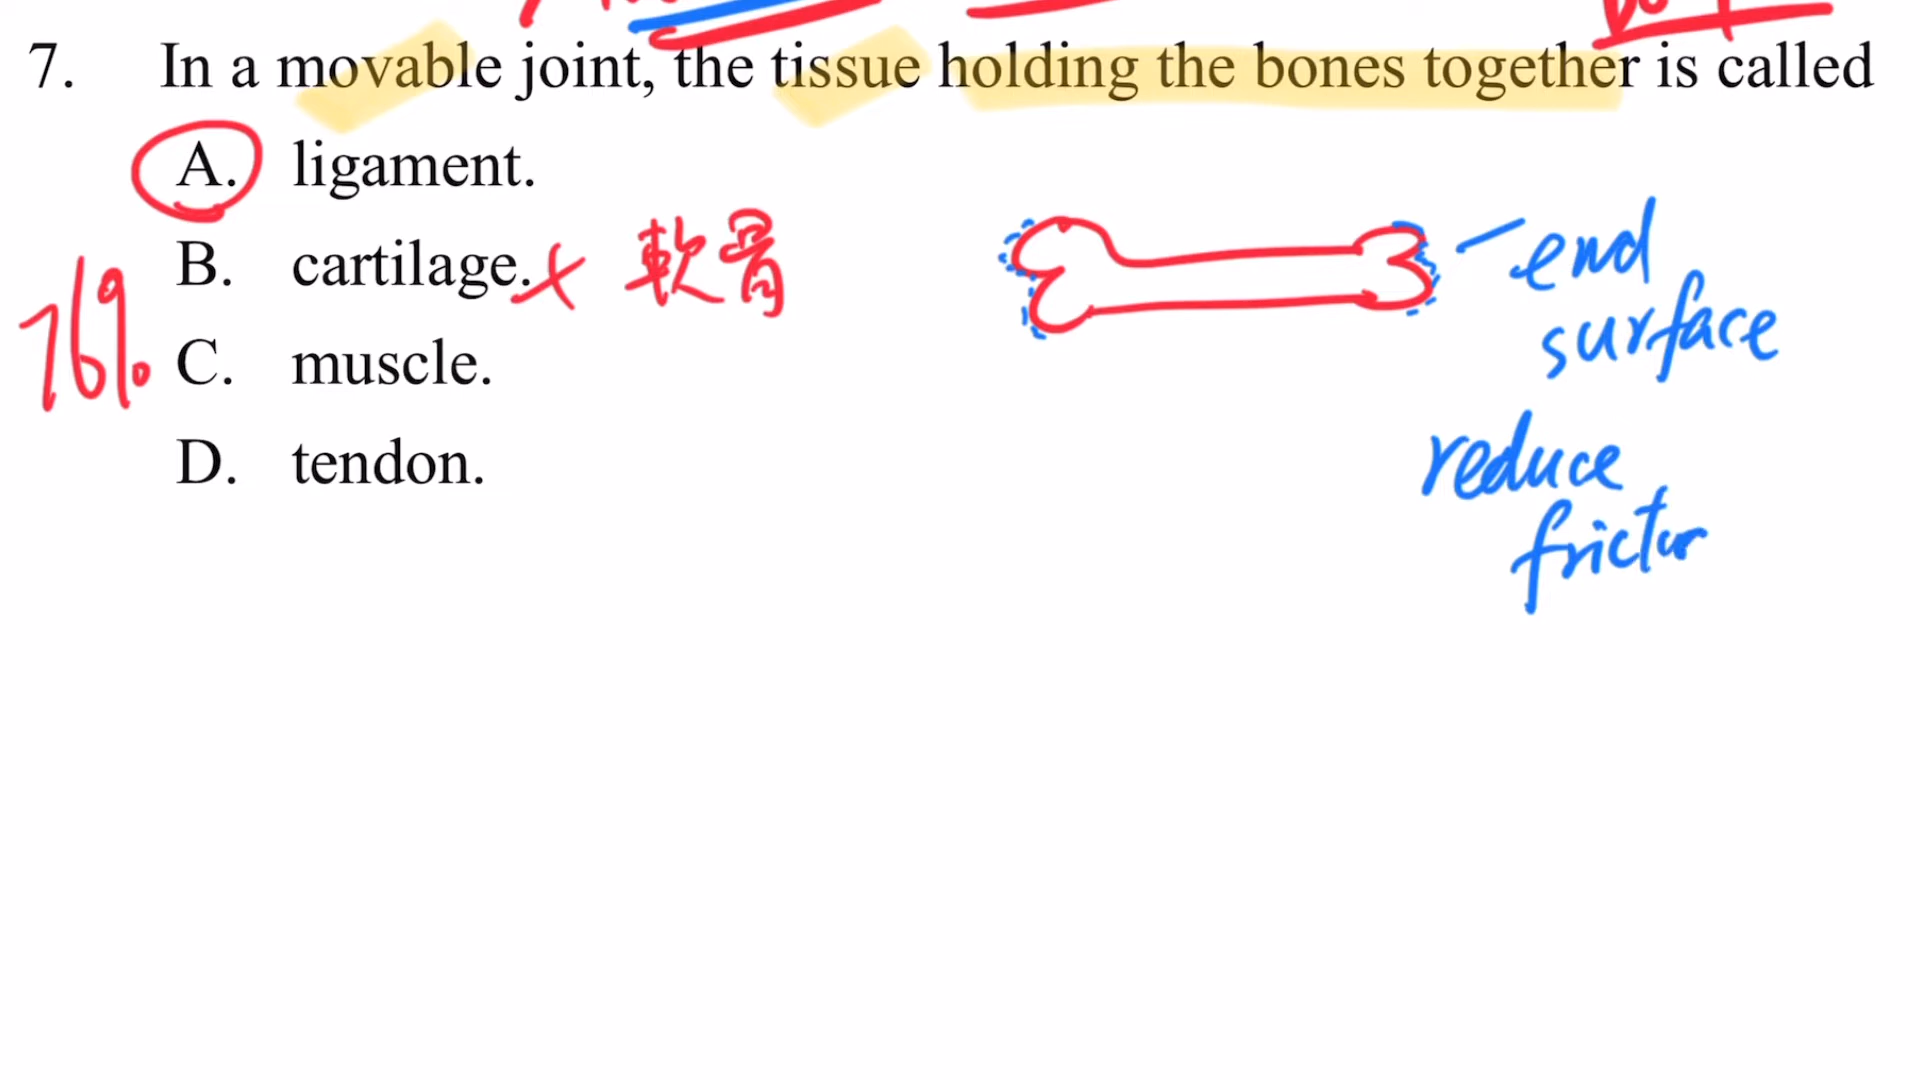 7. In a movable joint, the tissue holding the bones together is called
A. ligament.
B. cartilage. x 軟骨
C. muscle.
D. tendon.
76%
end
surface
reduce